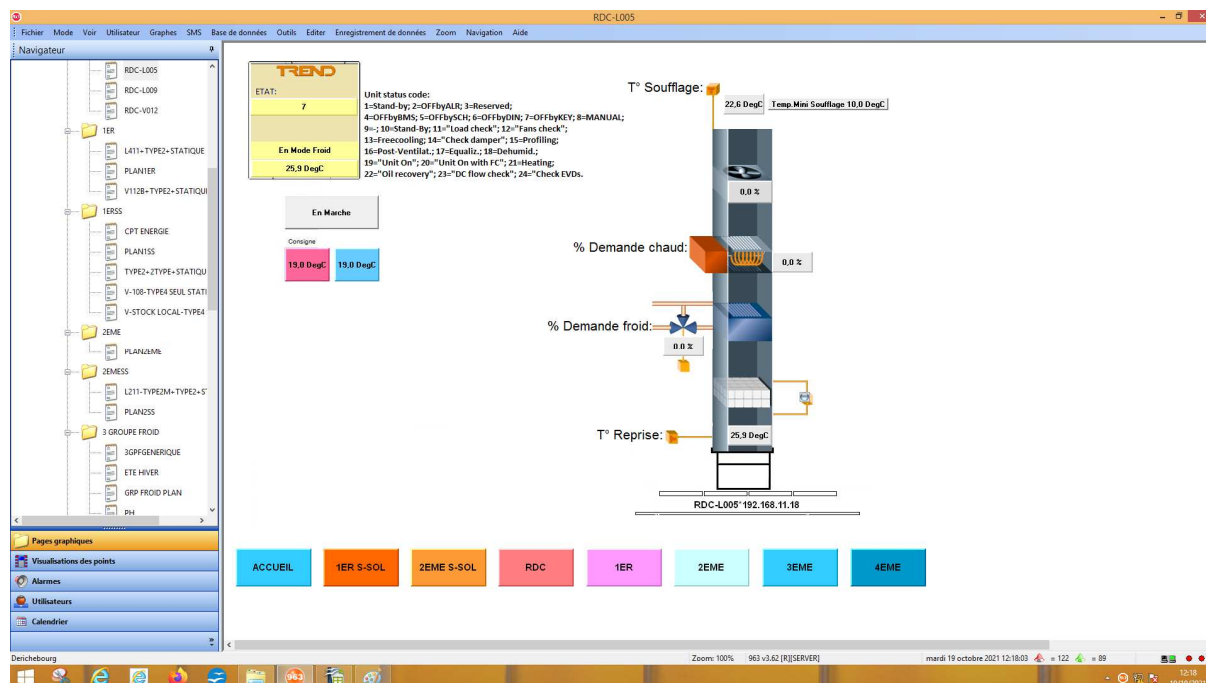 RDC-L005
Fichier Mode Voir Utilisateur Graphes SMS Base de données Outils Editer Enregistrement de données Zoom Navigation Aide
Navigateur
RDC-L005
RDC-L009
RDC-V012
1ER
L411+TYPE2+STATIQUE
PLAN1ER
V112B+TYPE2+STATIQU
1ERSS
CPT ENERGIE
PLAN1SS
TYPE2+2TYPE+STATIQU
V-108-TYPE4 SEUL STATI
V-STOCK LOCAL-TYPE4
2EME
PLAN2EME
2EMESS
L211-TYPE2M+TYPE2+S
PLAN2SS
3 GROUPE FROID
3GPFGENERIQUE
ETE HIVER
GRP FROID PLAN
PH
Pages graphiques
Visualisations des points
Alarmes
Utilisateurs
Calendrier
TREND
ETAT:
7
En Mode Froid
25,9 DegC
Unit status code:
1=Stand-by; 2=OFFbyALR; 3=Reserved;
4=OFFbyBMS; 5=OFFbySCH; 6=OFFbyDIN; 7=OFFbyKEY; 8=MANUAL;
9=-; 10=Stand-By; 11="Load check"; 12="Fans check";
13=Freecooling; 14="Check damper"; 15=Profiling;
16=Post-Ventilat.; 17=Equaliz.; 18=Dehumid.;
19="Unit On"; 20="Unit On with FC"; 21=Heating;
22="Oil recovery"; 23="DC flow check"; 24="Check EVDs.
En Marche
Consigne
19,0 DegC 19,0 DegC
T° Soufflage:
22,6 DegC Temp.Mini Soufflage 10,0 DegC
0,0 %
% Demande chaud:
0,0 %
% Demande froid:
0,0 %
T° Reprise:
25,9 DegC
RDC-L005*192.168.11.18
ACCUEIL 1ER S-SOL 2EME S-SOL RDC 1ER 2EME 3EME 4EME
Derichebourg Zoom: 100% 963 v3.62 [R][SERVER] mardi 19 octobre 2021 12:18:03 = 122 = 89
963
12:18